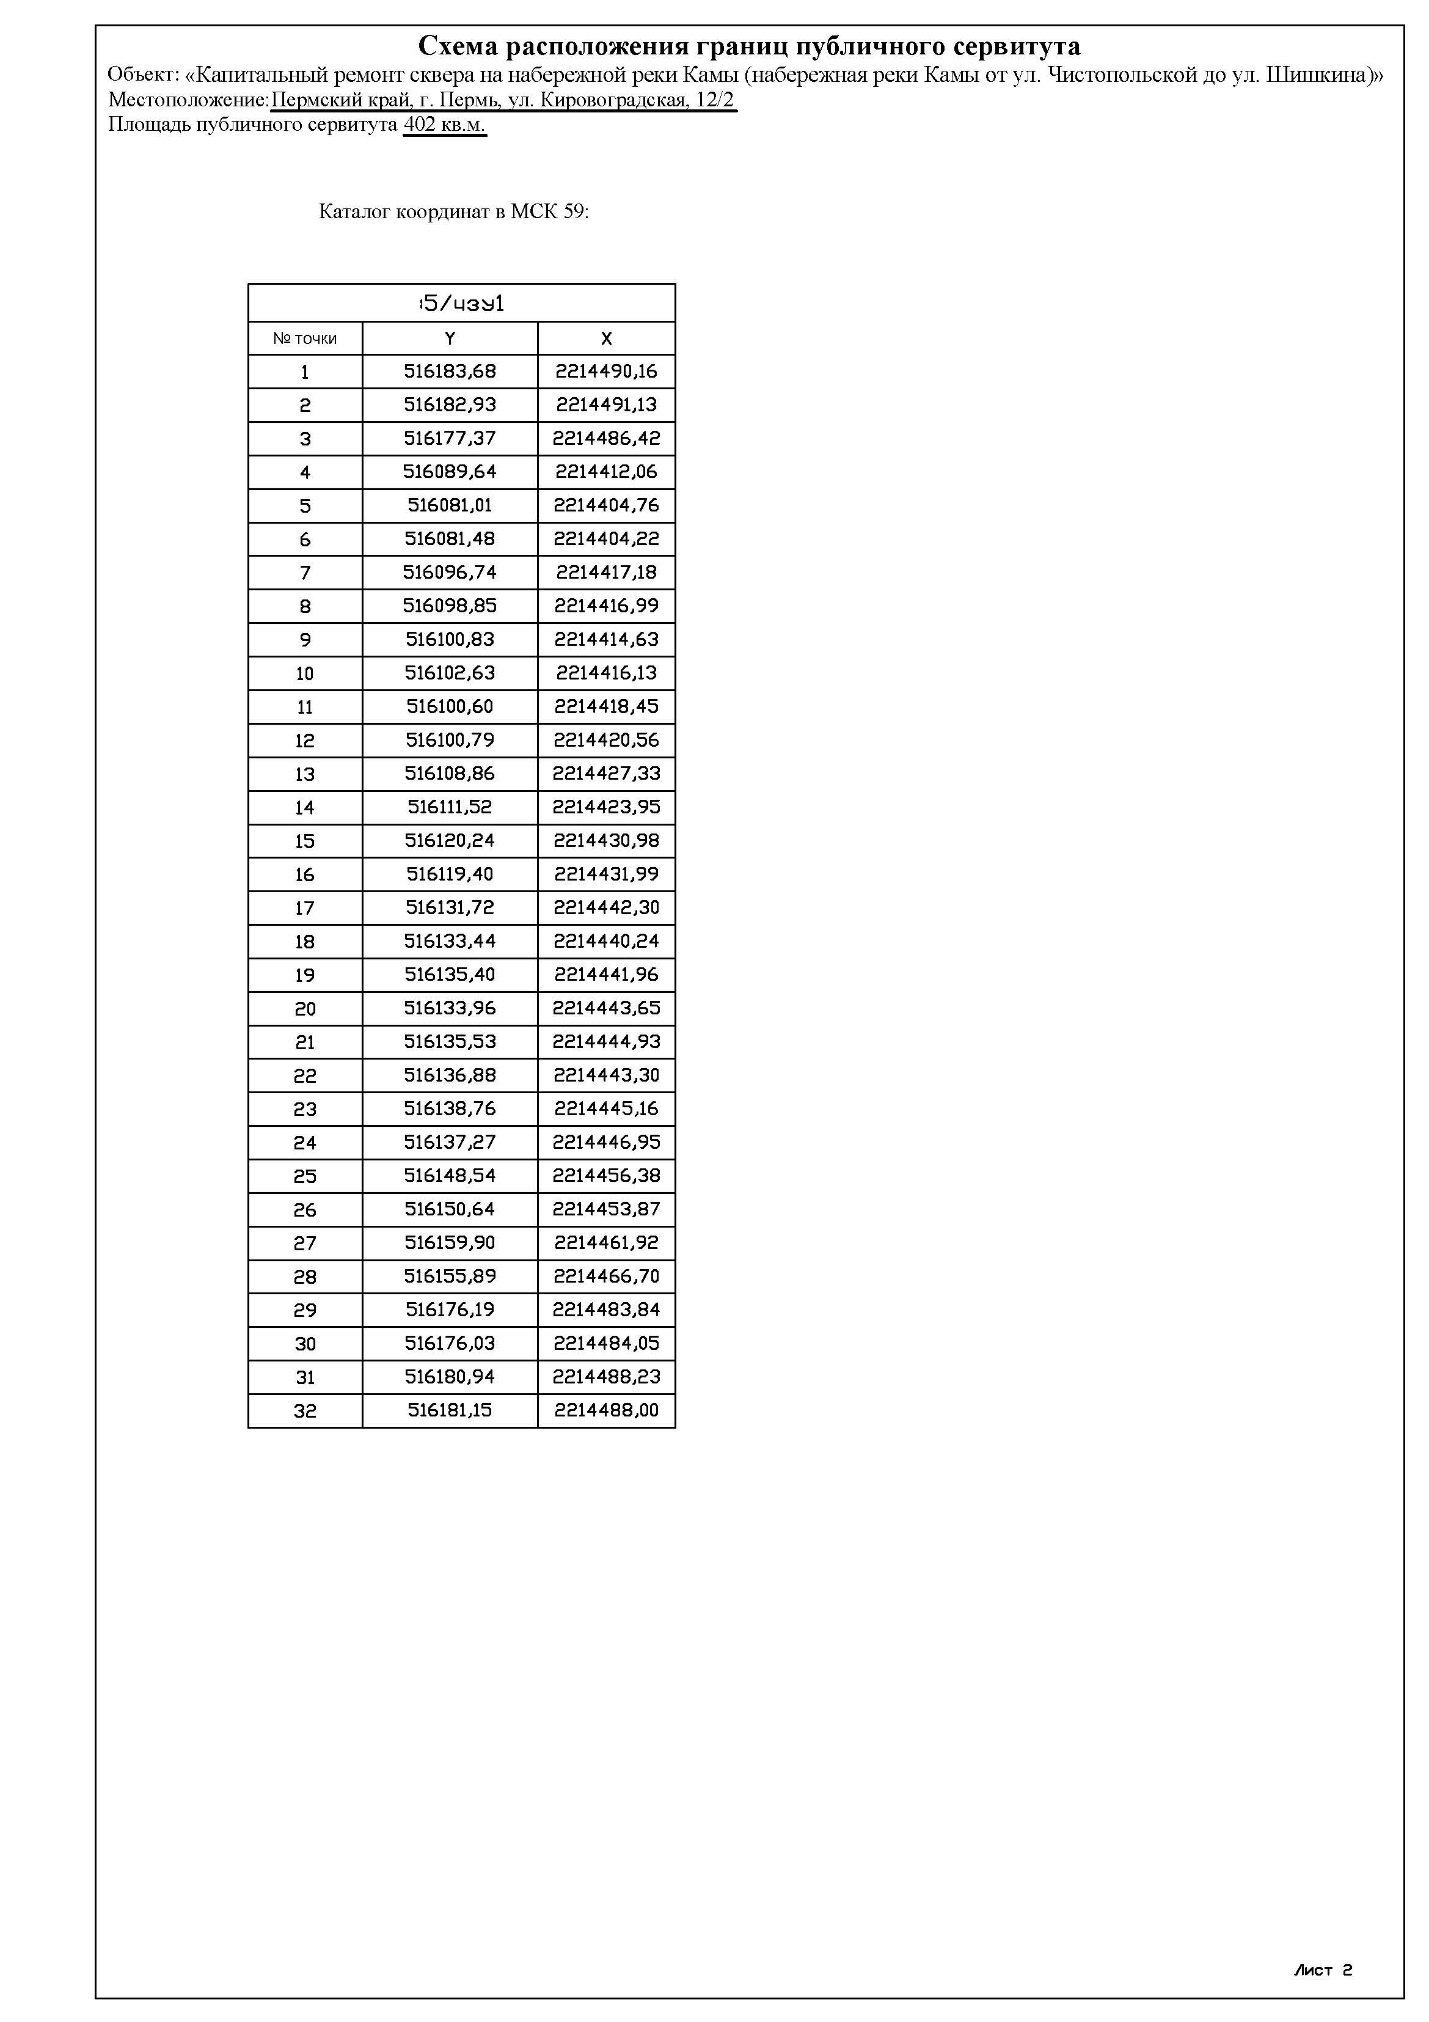 Схема расположения границ публичного сервитута
Объект: «Капитальный ремонт сквера на набережной реки Камы (набережная реки Камы от ул. Чистопольской до ул. Шишкина)»
Местоположение: Пермский край, г. Пермь, ул. Кировоградская, 12/2
Площадь публичного сервитута 402 кв.м.
Каталог координат в МСК 59:
:5/чзу1
№ точки Y X
1 516183,68 2214490,16
2 516182,93 2214491,13
3 516177,37 2214486,42
4 516089,64 2214412,06
5 516081,01 2214404,76
6 516081,48 2214404,22
7 516096,74 2214417,18
8 516098,85 2214416,99
9 516100,83 2214414,63
10 516102,63 2214416,13
11 516100,60 2214418,45
12 516100,79 2214420,56
13 516108,86 2214427,33
14 516111,52 2214423,95
15 516120,24 2214430,98
16 516119,40 2214431,99
17 516131,72 2214442,30
18 516133,44 2214440,24
19 516135,40 2214441,96
20 516133,96 2214443,65
21 516135,53 2214444,93
22 516136,88 2214443,30
23 516138,76 2214445,16
24 516137,27 2214446,95
25 516148,54 2214456,38
26 516150,64 2214453,87
27 516159,90 2214461,92
28 516155,89 2214466,70
29 516176,19 2214483,84
30 516176,03 2214484,05
31 516180,94 2214488,23
32 516181,15 2214488,00
Лист 2